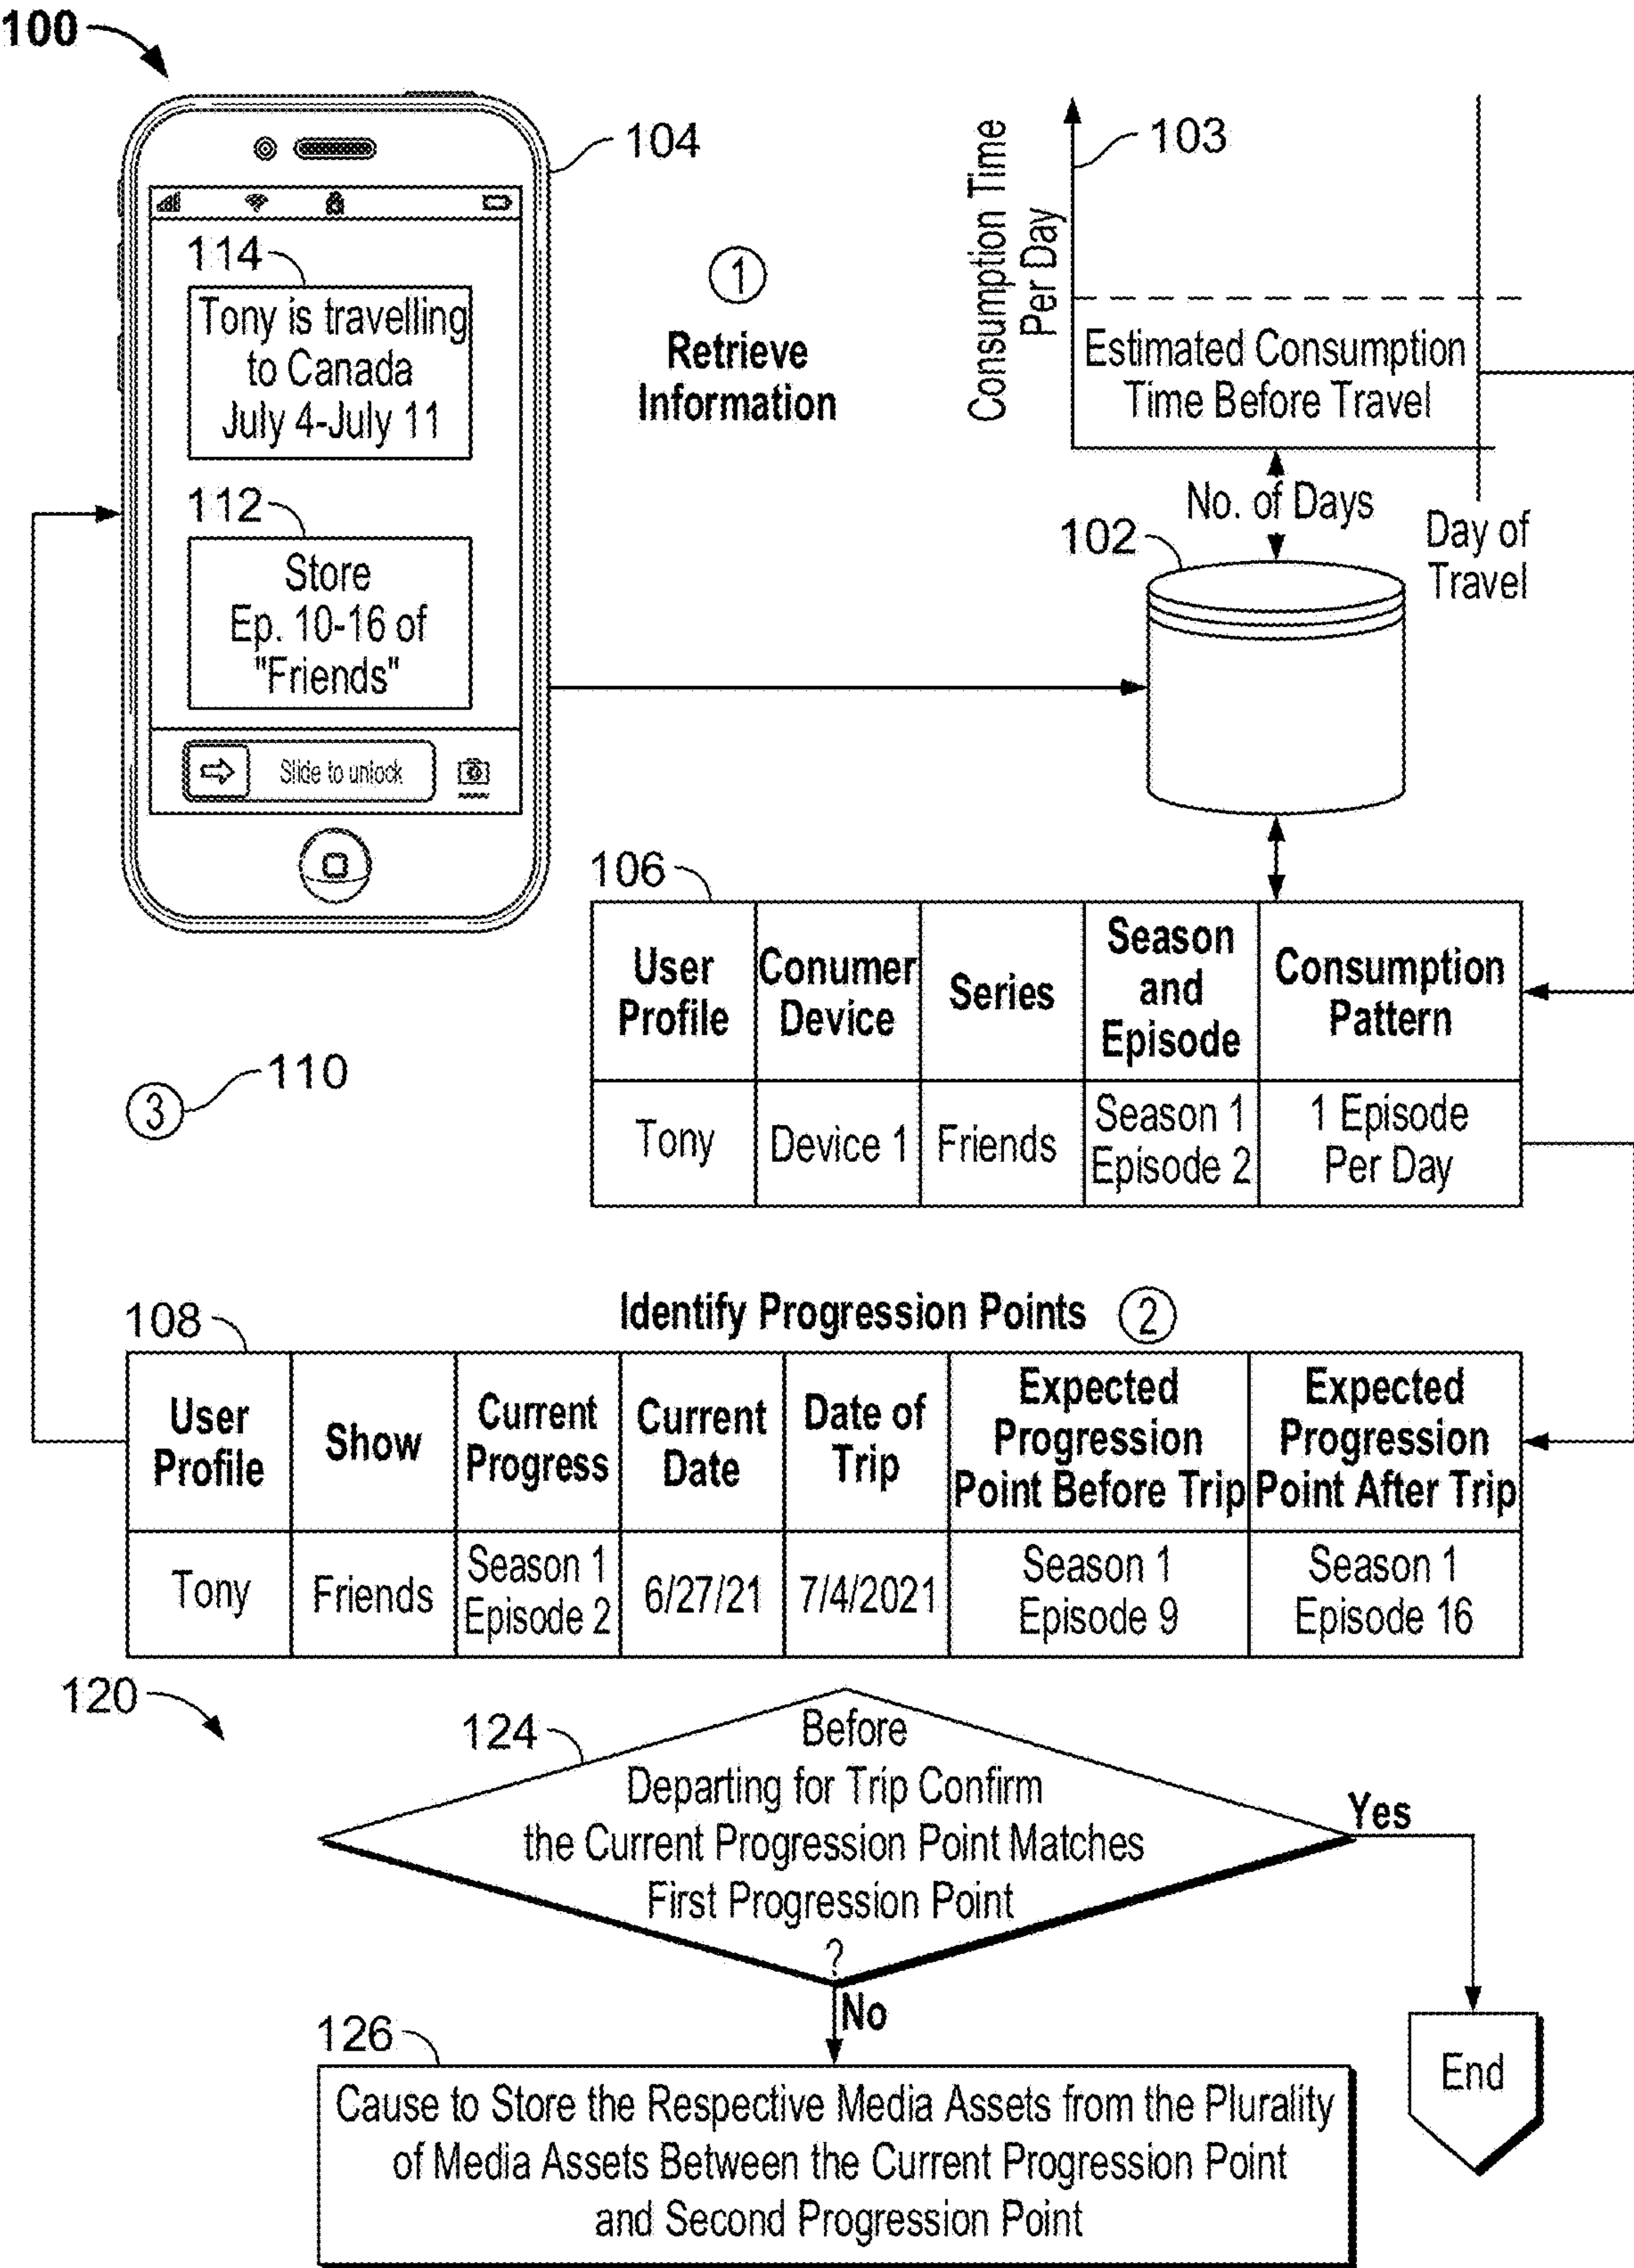 100
104
103
Consumption Time
Per Day
114
Tony is travelling
to Canada
July 4-July 11
1
Retrieve
Information
Estimated Consumption
Time Before Travel
No. of Days
Day of
Travel
112
Store
Ep. 10-16 of
"Friends"
102
Slide to unlock
106
User
Profile
Conumer
Device
Series
Season
and
Episode
Consumption
Pattern
Tony
Device 1
Friends
Season 1
Episode 2
1 Episode
Per Day
3
110
Identify Progression Points
2
108
User
Profile
Show
Current
Progress
Current
Date
Date of
Trip
Expected
Progression
Point Before Trip
Expected
Progression
Point After Trip
Tony
Friends
Season 1
Episode 2
6/27/21
7/4/2021
Season 1
Episode 9
Season 1
Episode 16
120
124
Before
Departing for Trip Confirm
the Current Progression Point Matches
First Progression Point
?
Yes
No
126
Cause to Store the Respective Media Assets from the Plurality
of Media Assets Between the Current Progression Point
and Second Progression Point
End